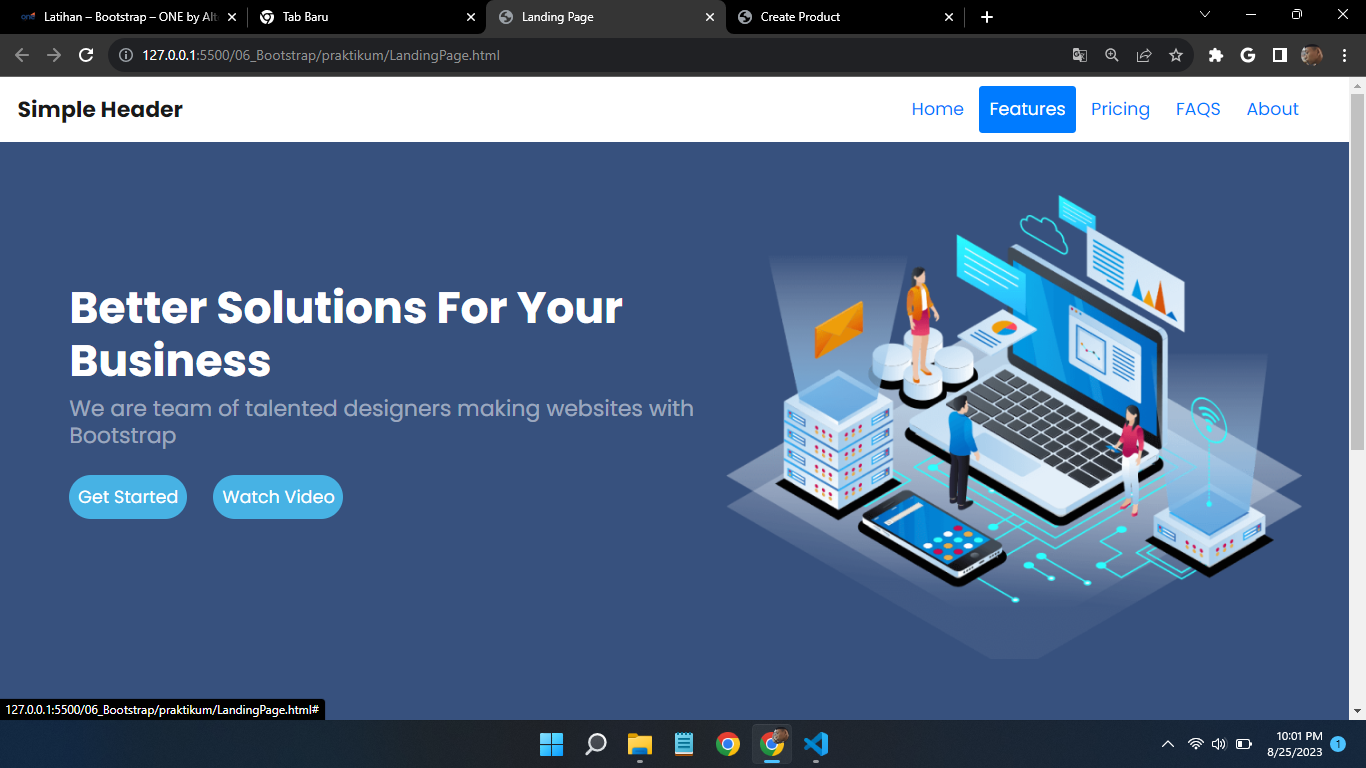 Latihan – Bootstrap – ONE by Alt
Tab Baru
Landing Page
Create Product
127.0.0.1:5500/06_Bootstrap/praktikum/LandingPage.html
Simple Header
Home
Features
Pricing
FAQS
About
Better Solutions For Your
Business
We are team of talented designers making websites with
Bootstrap
Get Started
Watch Video
127.0.0.1:5500/06_Bootstrap/praktikum/LandingPage.html#
10:01 PM
8/25/2023
1